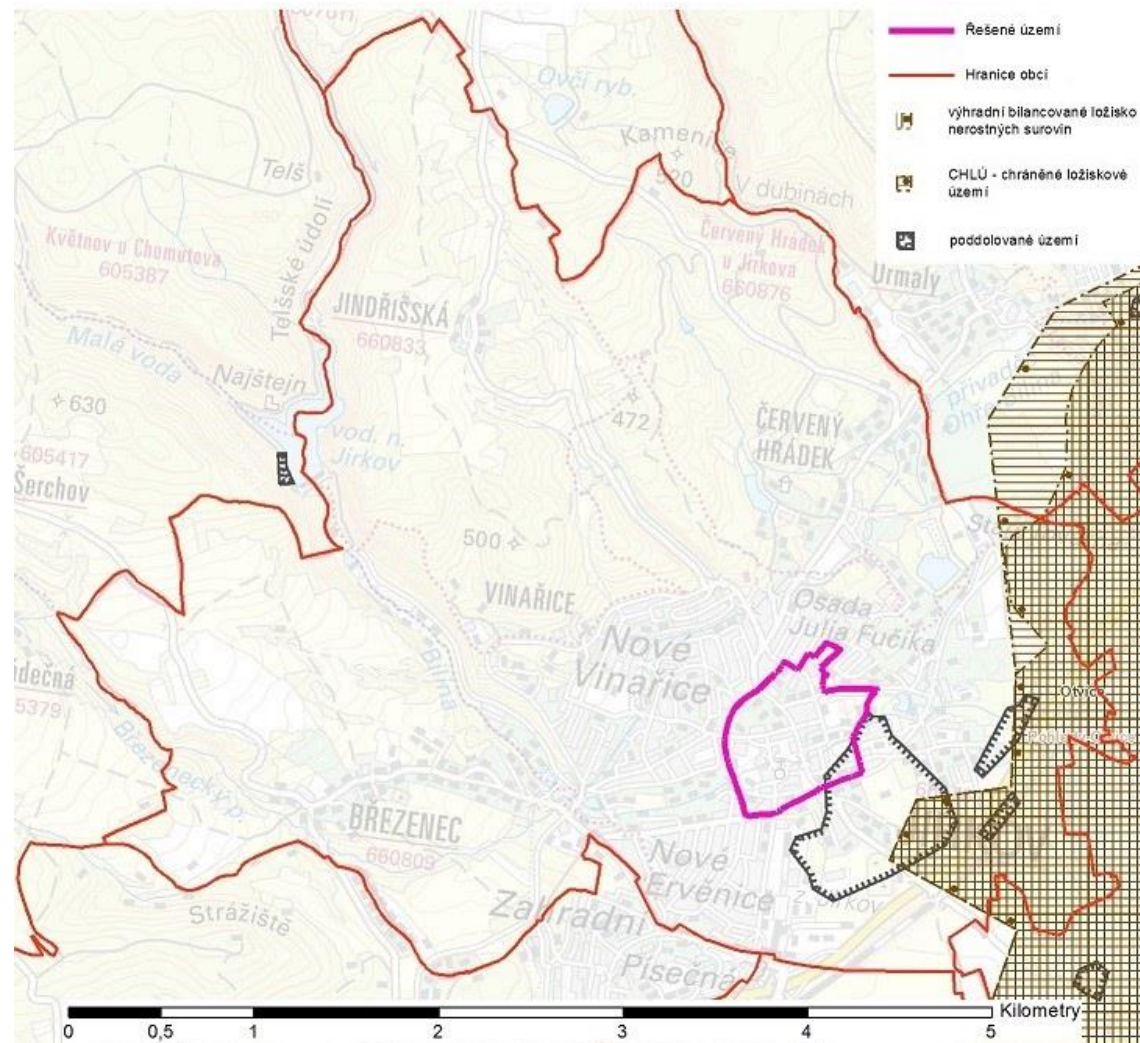 Řešené území
Hranice obcí
výhradní bilancované ložisko
nerostných surovin
CHLÚ - chráněné ložiskové
území
poddolované území
Ovčí ryb.
Kamenice
520
V dubinách
Telš
Telšské údolí
Květnov u Chomutova
605387
Červený Hrádek
u Jirkova
660876
Urmaly
JINDŘIŠSKÁ
660833
Malé voda
Najštejn
630
472
ČERVENÝ
HRÁDEK
vod. n.
Jirkov
605417
Šerchov
500
VINAŘICE
Osada
Julia Fučíka
Nové
Vinařice
Bílina
Otvice
5379
Březenecký p.
BŘEZENEC
660809
Nové
Ervěnice
Strážiště
Zahradní
Písečná
Kilometry
0 0,5 1 2 3 4 5